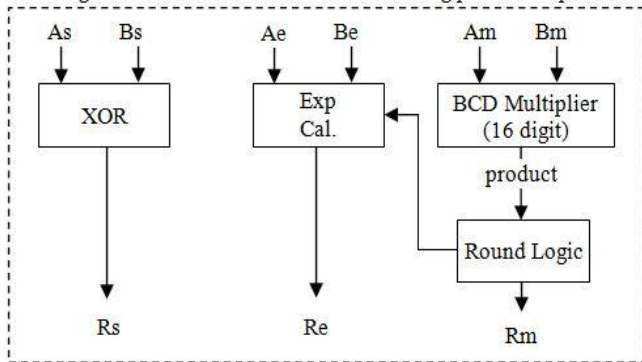 As Bs Ae Be Am Bm
XOR
Exp
Cal.
BCD Multiplier
(16 digit)
product
Round Logic
Rs Re Rm